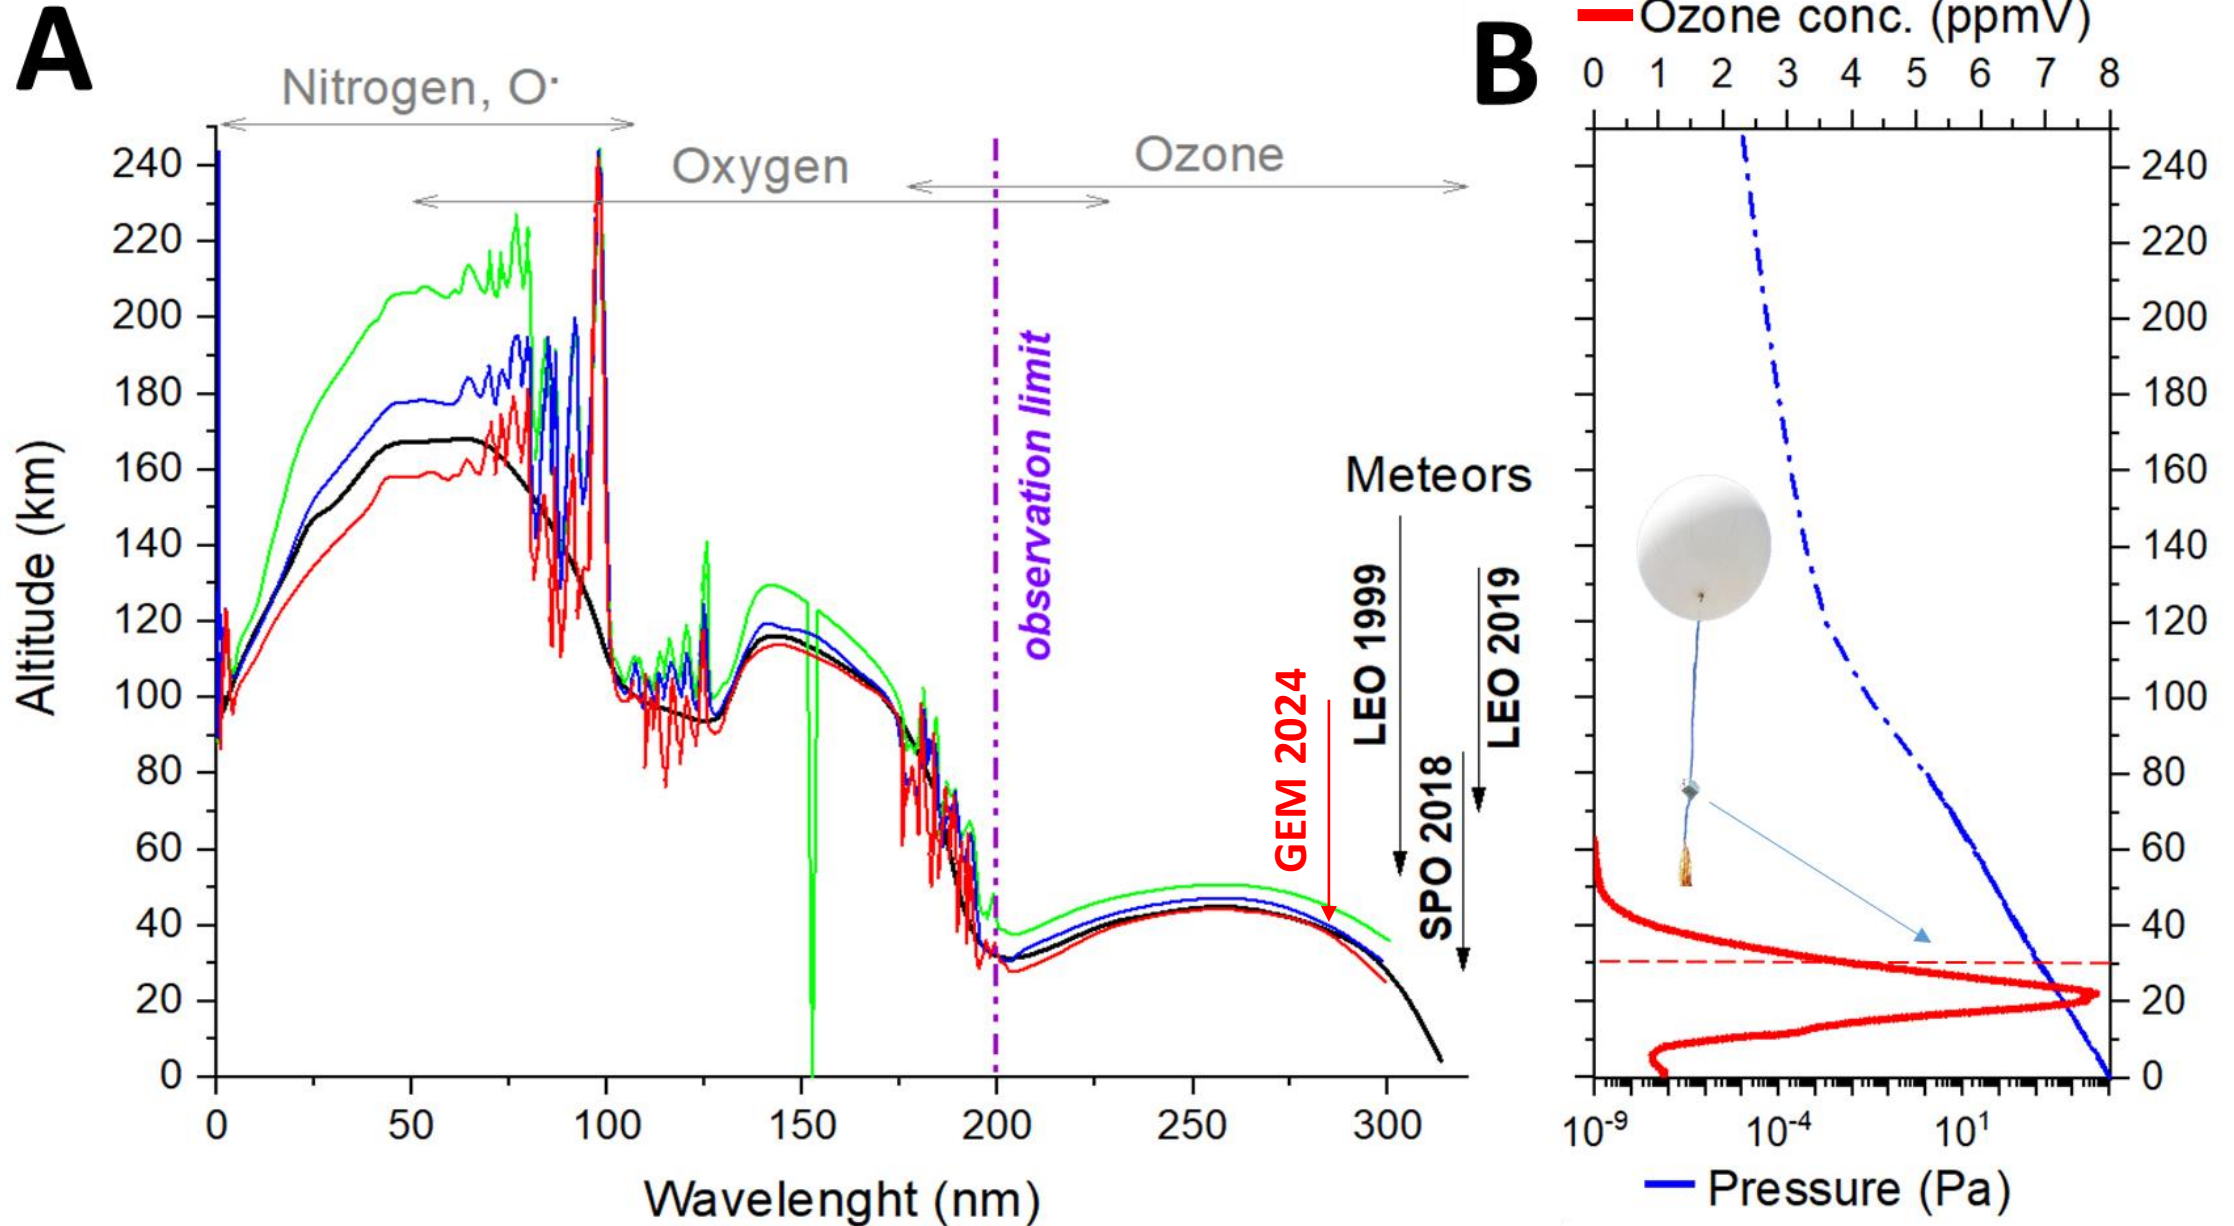 A
Nitrogen, O·
Oxygen
Ozone
observation limit
Meteors
GEM 2024
LEO 1999
SPO 2018
LEO 2019
Altitude (km)
240
220
200
180
160
140
120
100
80
60
40
20
0
0 50 100 150 200 250 300
Wavelenght (nm)
B
Ozone conc. (ppmV)
0 1 2 3 4 5 6 7 8
240
220
200
180
160
140
120
100
80
60
40
20
0
10-9 10-4 101
Pressure (Pa)